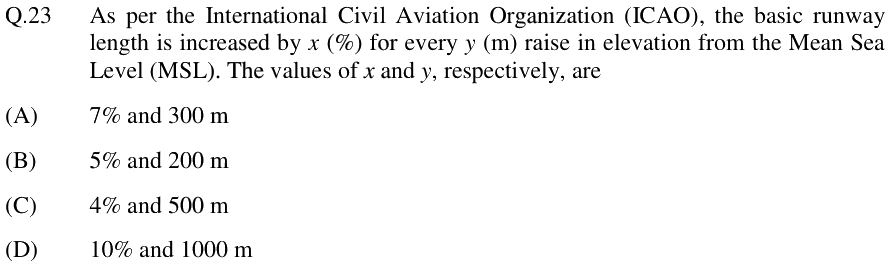 Q.23 As per the International Civil Aviation Organization (ICAO), the basic runway
length is increased by x (%) for every y (m) raise in elevation from the Mean Sea
Level (MSL). The values of x and y, respectively, are
(A) 7% and 300 m
(B) 5% and 200 m
(C) 4% and 500 m
(D) 10% and 1000 m